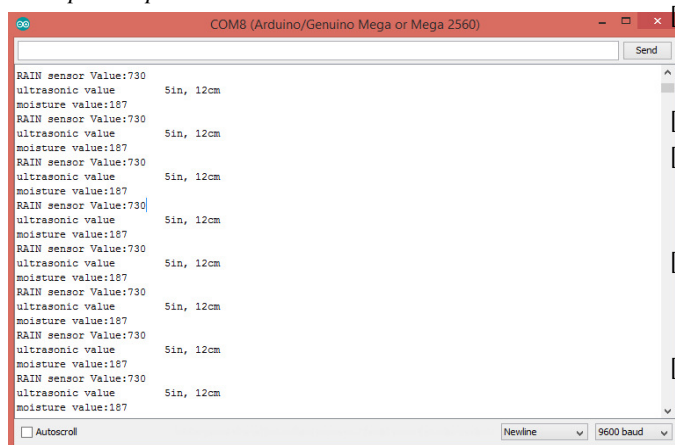 COM8 (Arduino/Genuino Mega or Mega 2560)
Send
RAIN sensor Value:730
ultrasonic value 5in, 12cm
moisture value:187
RAIN sensor Value:730
ultrasonic value 5in, 12cm
moisture value:187
RAIN sensor Value:730
ultrasonic value 5in, 12cm
moisture value:187
RAIN sensor Value:730
ultrasonic value 5in, 12cm
moisture value:187
RAIN sensor Value:730
ultrasonic value 5in, 12cm
moisture value:187
RAIN sensor Value:730
ultrasonic value 5in, 12cm
moisture value:187
RAIN sensor Value:730
ultrasonic value 5in, 12cm
moisture value:187
RAIN sensor Value:730
ultrasonic value 5in, 12cm
moisture value:187
Autoscroll Newline 9600 baud